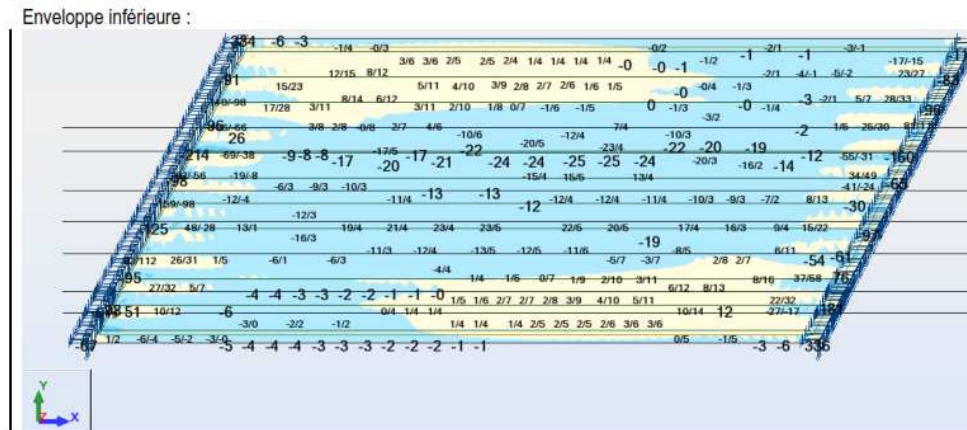 Enveloppe inférieure :
334 -6 -3 -1/4 -0/3 -0/2 -1 -2/1 -1 -3/-1
3/6 3/6 2/5 2/5 2/4 1/4 1/4 1/4 1/4 -0 -0 -1 -1/2 -17/-15
-91 12/15 8/12 -2/1 -4/-1 -5/-2 23/27 -83
15/23 5/11 4/10 3/9 2/8 2/7 2/6 1/6 1/5 -0 -0/4 -1/3
17/28 3/11 8/14 6/12 3/11 2/10 1/8 0/7 -1/6 -1/5 0 -1/3 -0 -1/4 -3 -2/1 5/7 28/33
-3/2
26 3/8 2/8 -0/8 2/7 4/6 -10/6 -12/4 7/4 -10/3 -2 1/5 25/30
-214 -69/-38 -9 -8 -8 -17 -17/5 -17 -22 -20/5 -23/4 -22 -20 -19 -12 -55/-31 -160
-20 -21 -24 -24 -25 -25 -24 -20/3 -16/2 -14
-98 -19/-8 -15/4 15/5 13/4 34/49
-6/3 -9/3 -10/3 -13 -13 -41/-24 -65
-12/4 -11/4 -12 -12/4 -12/4 -11/4 -10/3 -9/3 -7/2 8/13 -30
-12/3
-125 48/-28 13/1 19/4 21/4 23/4 23/5 22/5 20/5 17/4 16/3 9/4 15/22 -97
-16/3 -19
-11/3 -12/4 -13/5 -12/5 -11/6 -8/5 6/11
26/31 1/5 -6/1 -6/3 -5/7 -3/7 2/8 2/7 -54 -61
-4/4
-95 1/4 1/5 0/7 1/9 2/10 3/11 8/16 37/58 76
27/32 5/7 6/12 8/13
-4 -4 -3 -3 -2 -2 -1 -1 -0 1/5 1/6 2/7 2/7 2/8 3/9 4/10 5/11 22/32
51 10/12 -6 0/4 1/4 1/4 10/14 12 -27/-17
-3/0 -2/2 -1/2 1/4 1/4 1/4 2/5 2/5 2/5 2/6 3/6 3/6
-67 1/2 -6/-4 -5/-2 -3/-0 -5 -4 -4 -4 -3 -3 -3 -2 -2 -2 -1 -1 0/5 -1/5 -3 -6 336
Y
Z
X